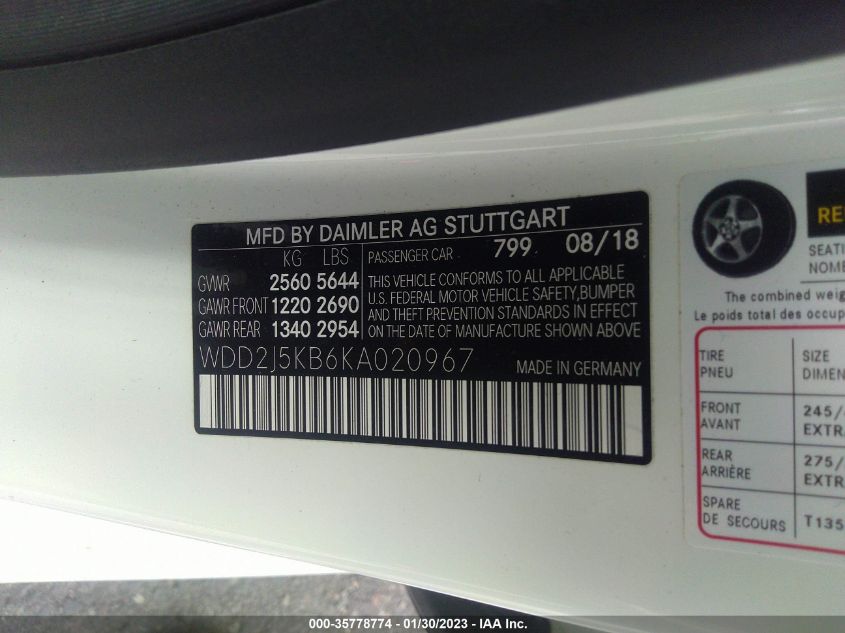 MFD BY DAIMLER AG STUTTGART
KG LBS
GVWR 2560 5644
GAWR FRONT 1220 2690
GAWR REAR 1340 2954
PASSENGER CAR 799 08/18
THIS VEHICLE CONFORMS TO ALL APPLICABLE
U.S. FEDERAL MOTOR VEHICLE SAFETY, BUMPER
AND THEFT PREVENTION STANDARDS IN EFFECT
ON THE DATE OF MANUFACTURE SHOWN ABOVE
WDD2J5KB6KA020967 MADE IN GERMANY
The combined
Le poids total des
TIRE SIZE
PNEU
FRONT 245/
AVANT
REAR 275/
ARRIÈRE
SPARE
DE SECOURS T135
000-35778774 / 01/30/2023 / IAA Inc.